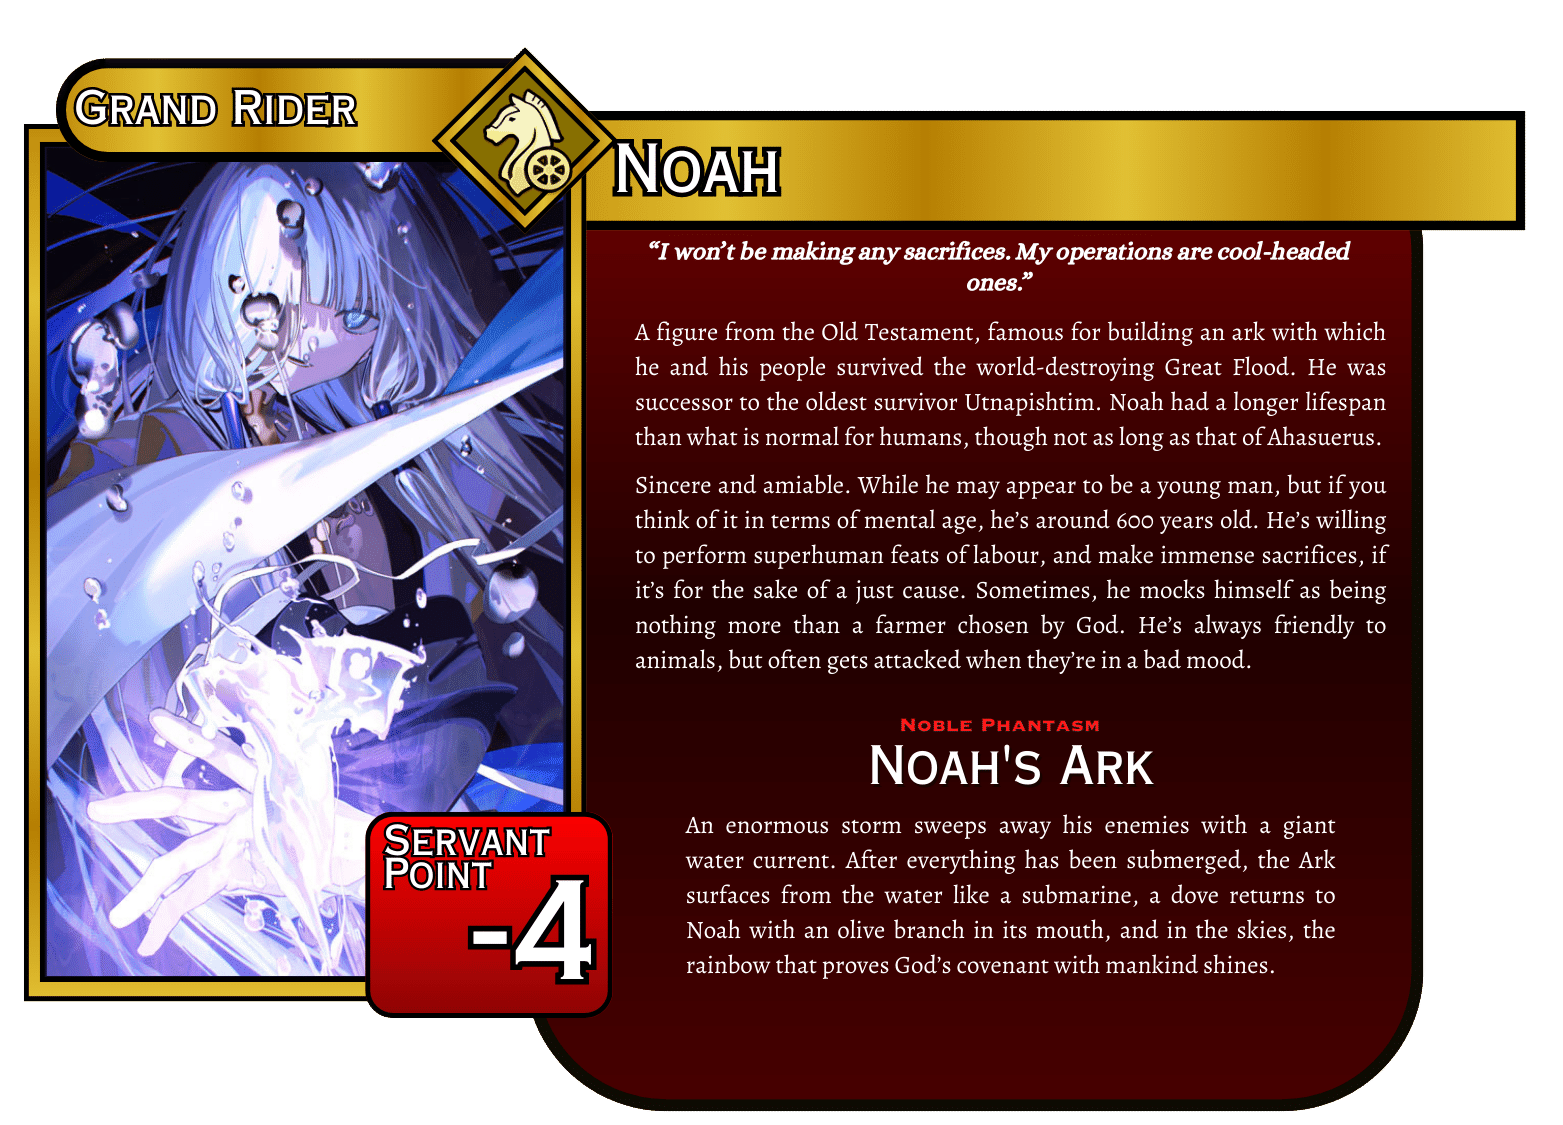 Grand Rider
Noah
“I won’t be making any sacrifices. My operations are cool-headed
ones.”
A figure from the Old Testament, famous for building an ark with which
he and his people survived the world-destroying Great Flood. He was
successor to the oldest survivor Utnapishtim. Noah had a longer lifespan
than what is normal for humans, though not as long as that of Ahasuerus.
Sincere and amiable. While he may appear to be a young man, but if you
think of it in terms of mental age, he’s around 600 years old. He’s willing
to perform superhuman feats of labour, and make immense sacrifices, if
it’s for the sake of a just cause. Sometimes, he mocks himself as being
nothing more than a farmer chosen by God. He’s always friendly to
animals, but often gets attacked when they’re in a bad mood.
Noble Phantasm
Noah's Ark
An enormous storm sweeps away his enemies with a giant
water current. After everything has been submerged, the Ark
surfaces from the water like a submarine, a dove returns to
Noah with an olive branch in its mouth, and in the skies, the
rainbow that proves God’s covenant with mankind shines.
Servant
Point
-4